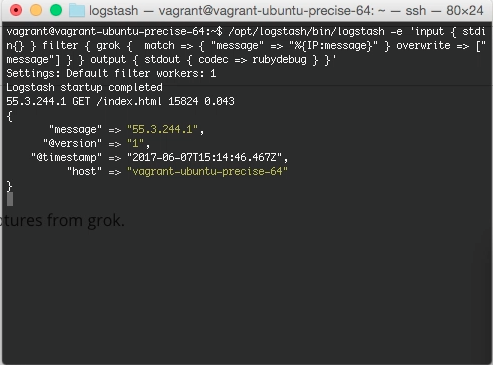 logstash — vagrant@vagrant-ubuntu-precise-64: ~ — ssh — 80×24
vagrant@vagrant-ubuntu-precise-64:~$ /opt/logstash/bin/logstash -e 'input { stdi
n{} } filter { grok {  match => { "message" => "%{IP:message}" } overwrite => ["
message"] } } output { stdout { codec => rubydebug } }'
Settings: Default filter workers: 1
Logstash startup completed
55.3.244.1 GET /index.html 15824 0.043
{
       "message" => "55.3.244.1",
      "@version" => "1",
    "@timestamp" => "2017-06-07T15:14:46.467Z",
          "host" => "vagrant-ubuntu-precise-64"
}
ptures from grok.